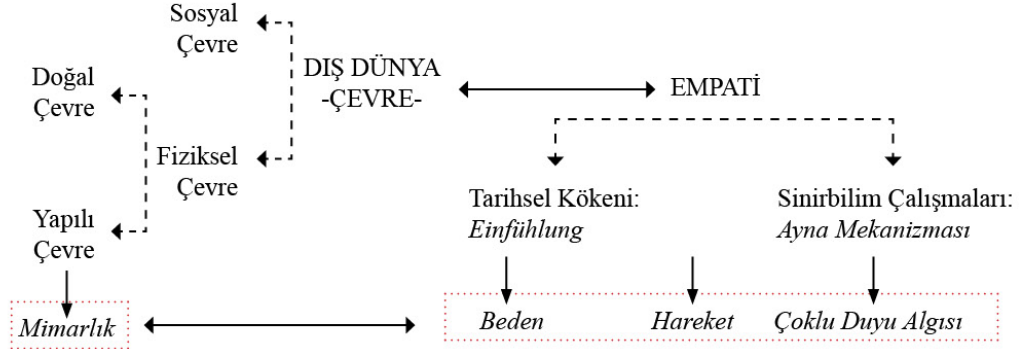 Sosyal
Çevre
DIŞ DÜNYA
-ÇEVRE-
EMPATİ
Doğal
Çevre
Fiziksel
Çevre
Yapılı
Çevre
Tarihsel Kökeni:
Einfühlung
Sinirbilim Çalışmaları:
Ayna Mekanizması
Mimarlık
Beden
Hareket
Çoklu Duyu Algısı